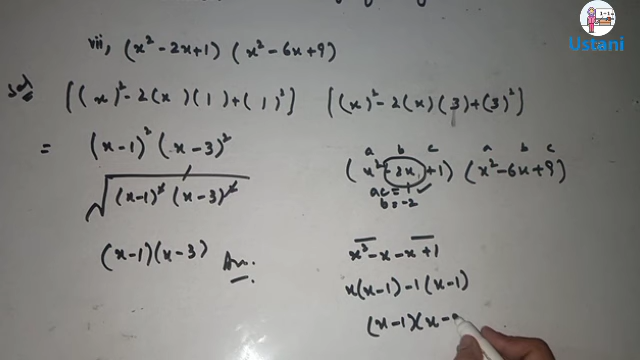 Ustani
vii, (x² - 2x + 1) (x² - 6x + 9)
Sol
[(x)² - 2(x)(1) + (1)²] [(x)² - 2(x)(3) + (3)²]
= (x - 1)² (x - 3)²
√(x - 1)² (x - 3)²
(x - 1)(x - 3) Ans.
a b c a b c
(x² - 2x + 1) (x² - 6x + 9)
ac = 1 ✓
b = -2
x² - x - x + 1
x(x - 1) - 1(x - 1)
(x - 1)(x -